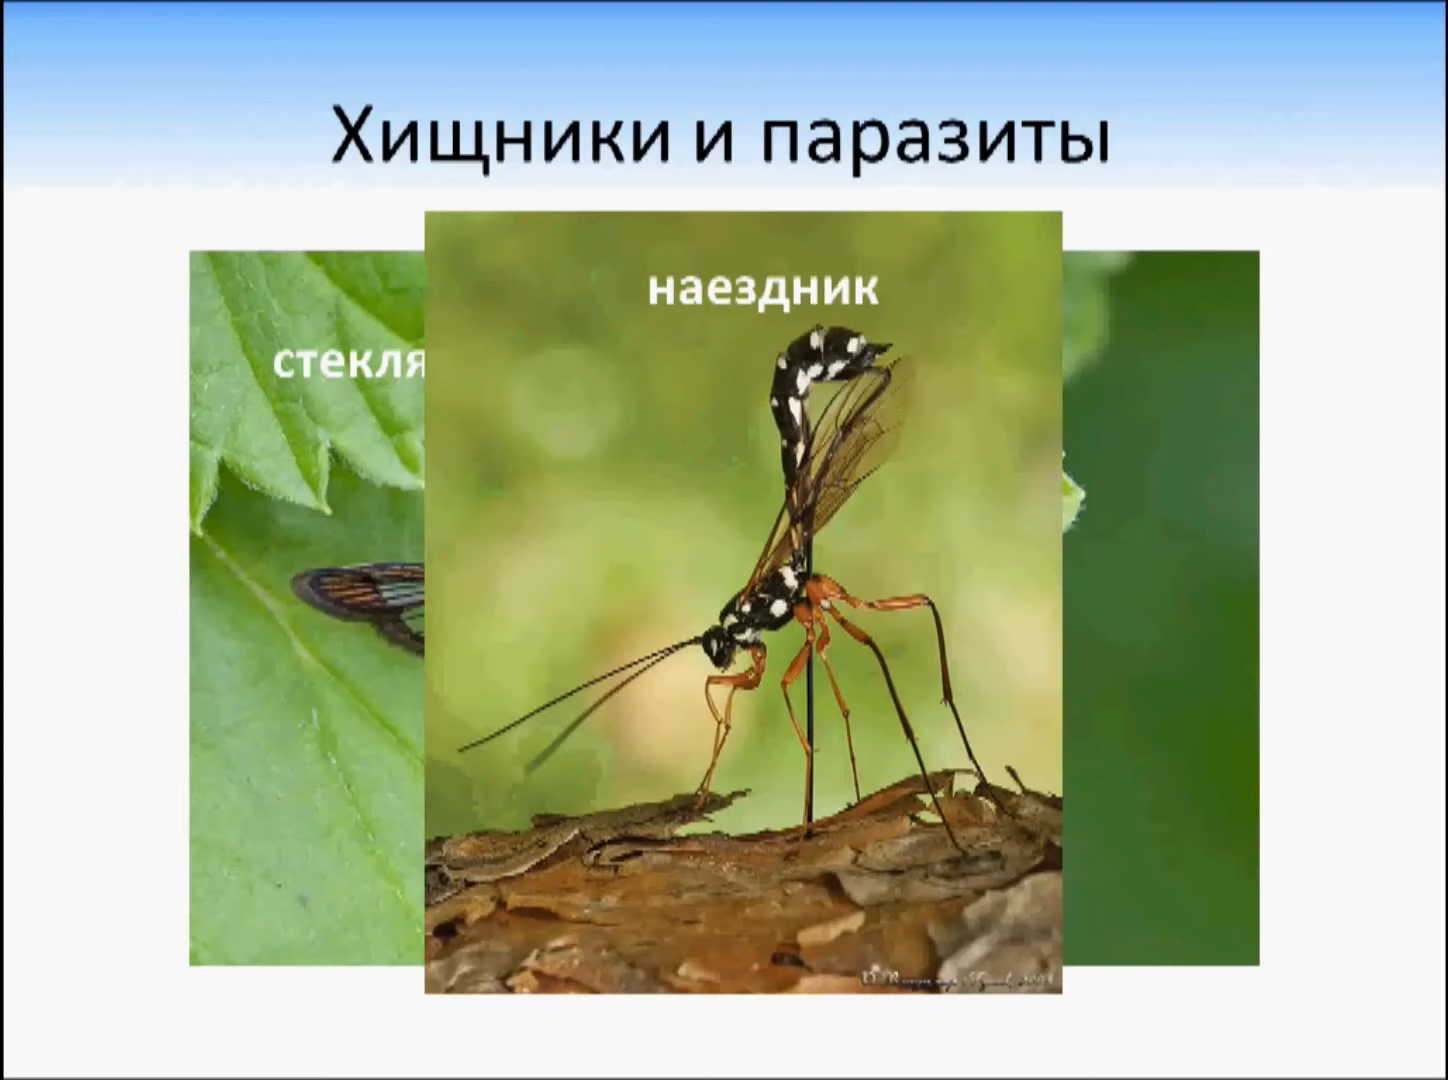 Хищники и паразиты
наездник
стекля